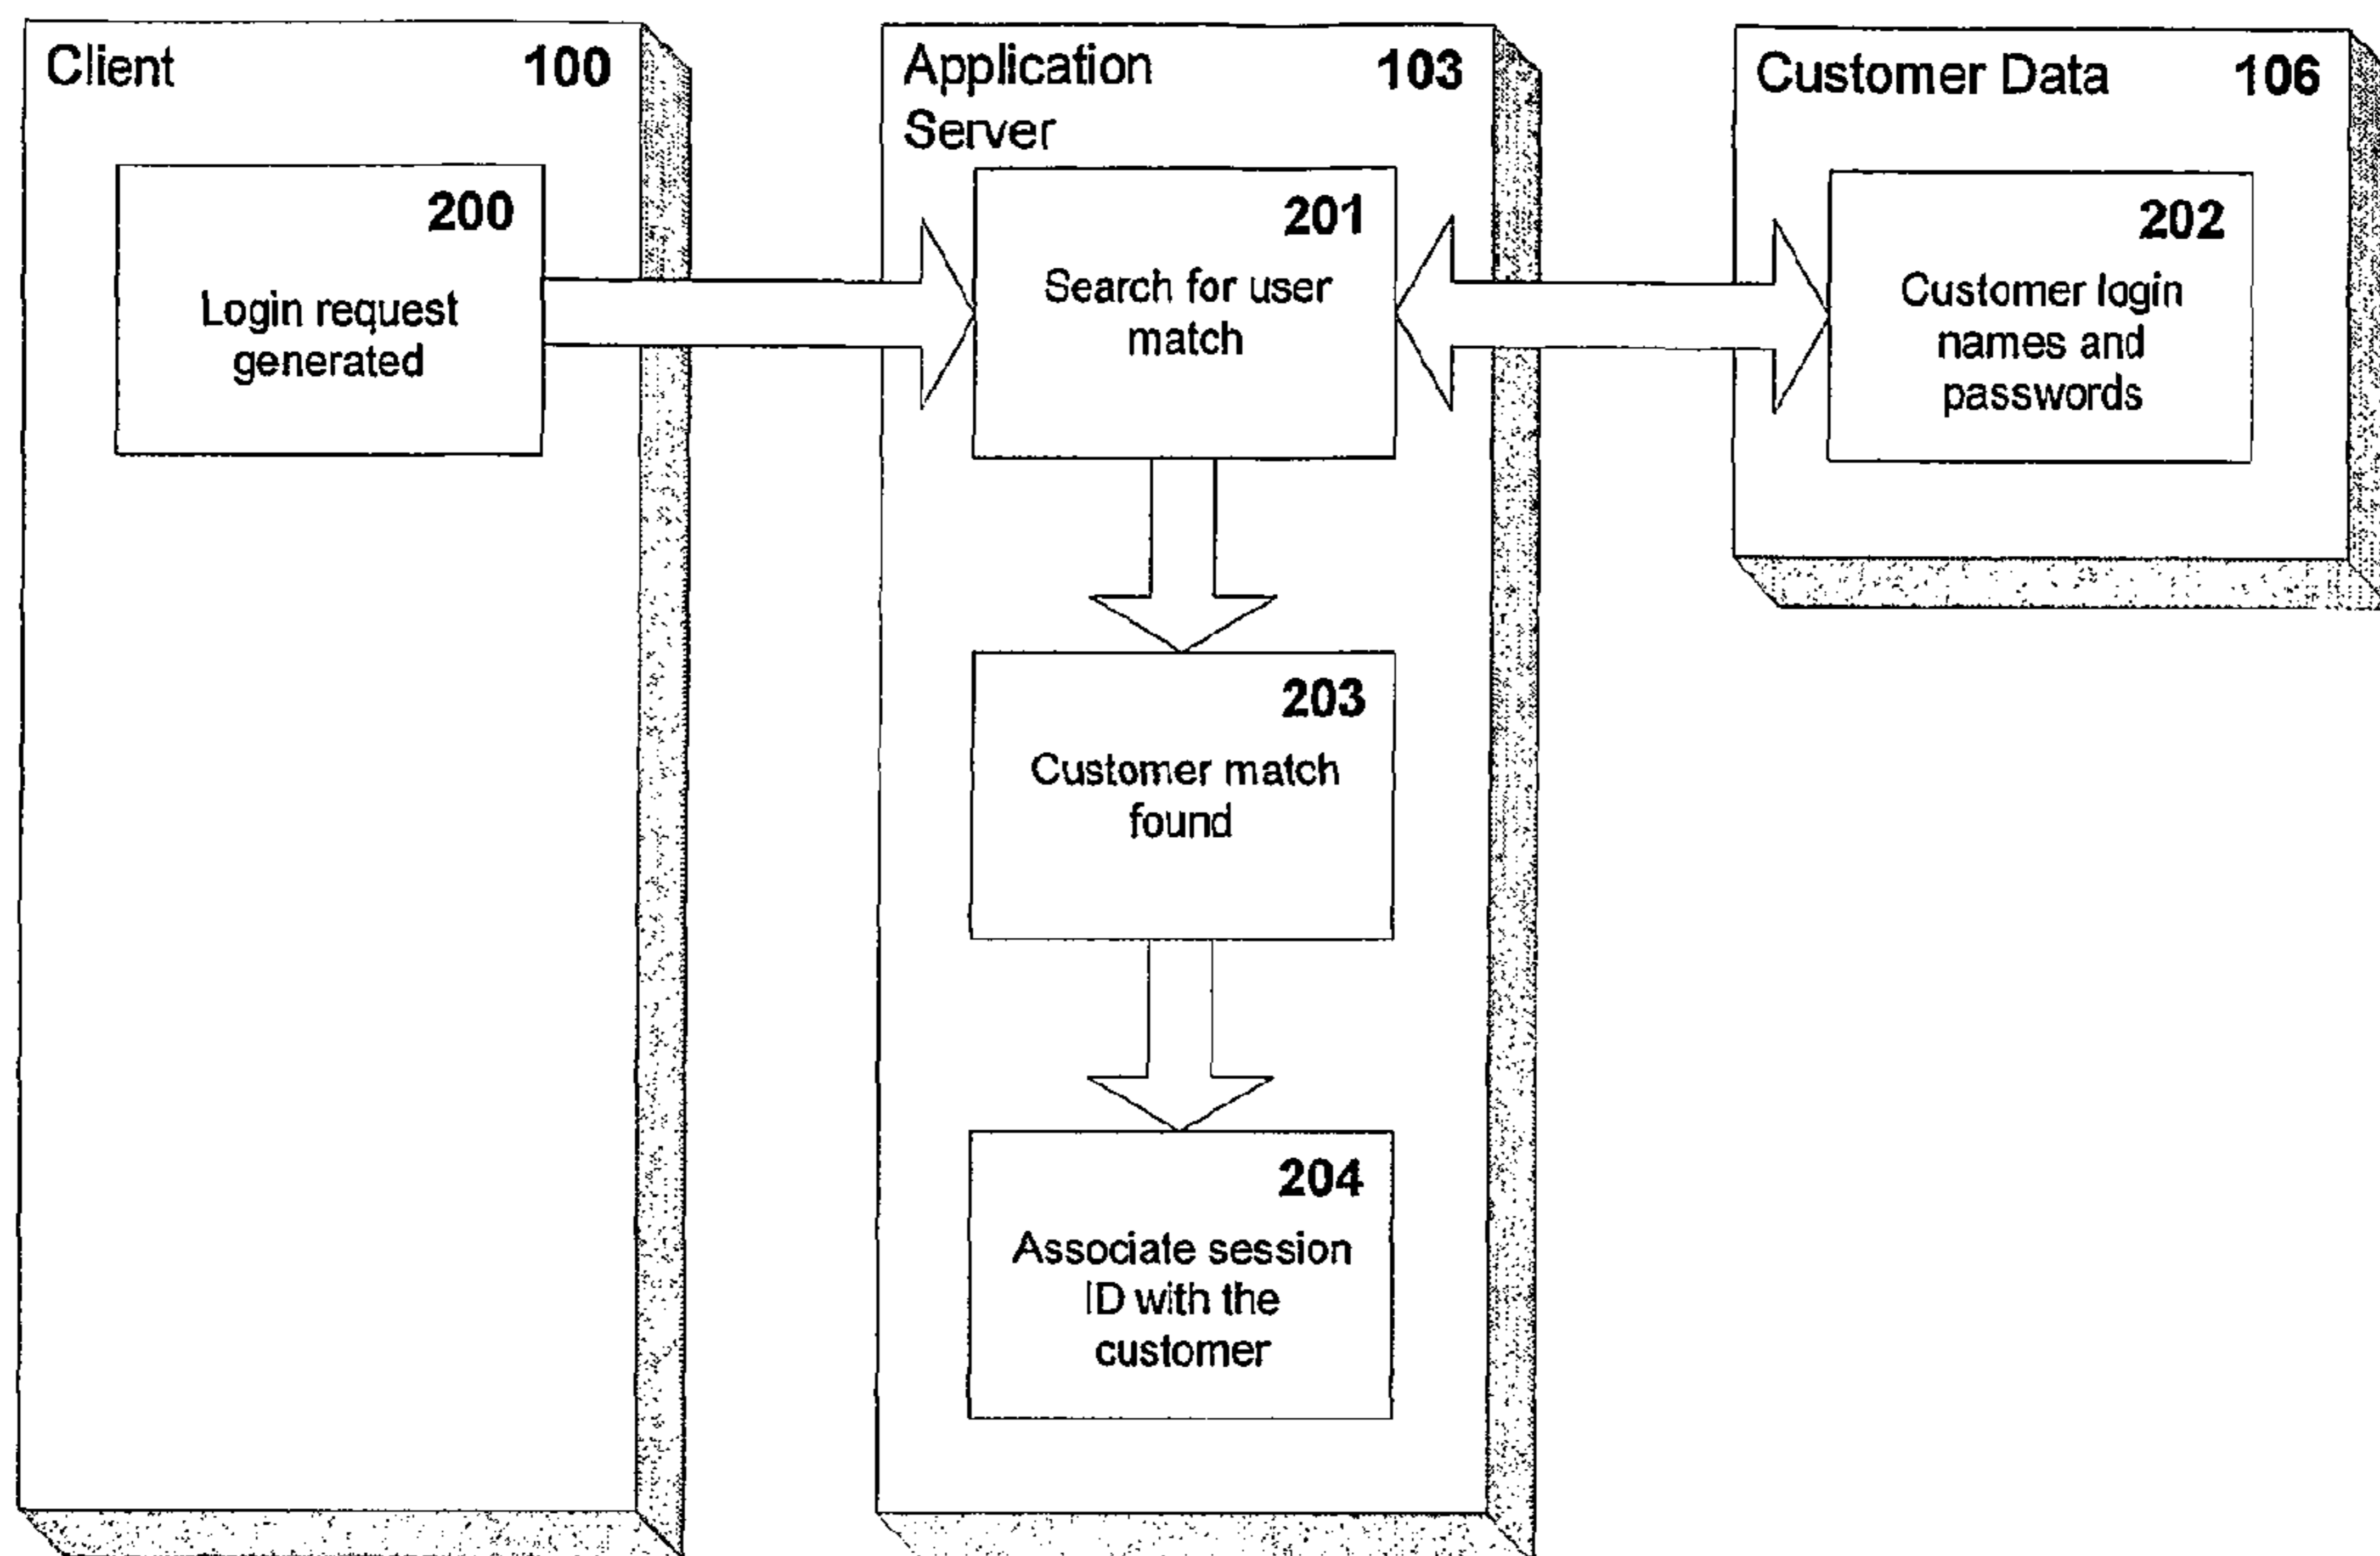 Client 100
200
Login request
generated
Application 103
Server
201
Search for user
match
203
Customer match
found
204
Associate session
ID with the
customer
Customer Data 106
202
Customer login
names and
passwords